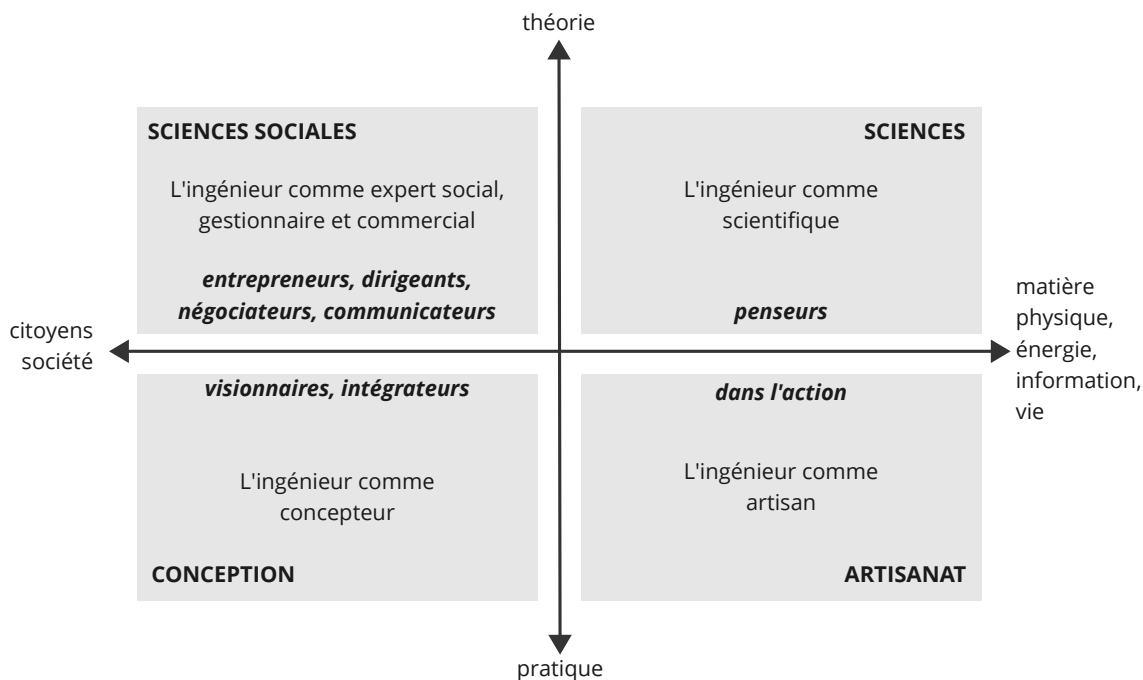 théorie
SCIENCES SOCIALES
L'ingénieur comme expert social,
gestionnaire et commercial
entrepreneurs, dirigeants,
négociateurs, communicateurs
SCIENCES
L'ingénieur comme
scientifique
penseurs
citoyens
société
matière
physique,
énergie,
information,
vie
visionnaires, intégrateurs
L'ingénieur comme
concepteur
CONCEPTION
dans l'action
L'ingénieur comme
artisan
ARTISANAT
pratique